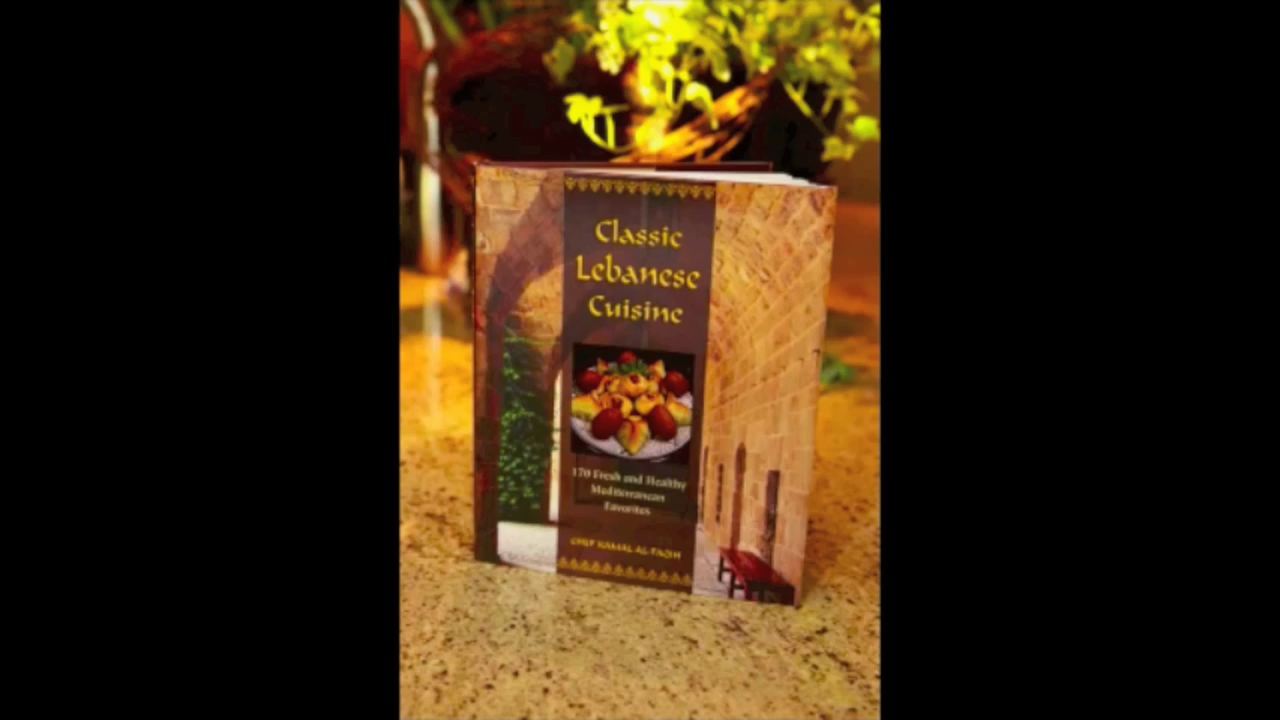 Classic
Lebanese
Cuisine
170 Fresh and Healthy
Mediterranean
Favorites
CHEF KAMAL AL-FAQIH